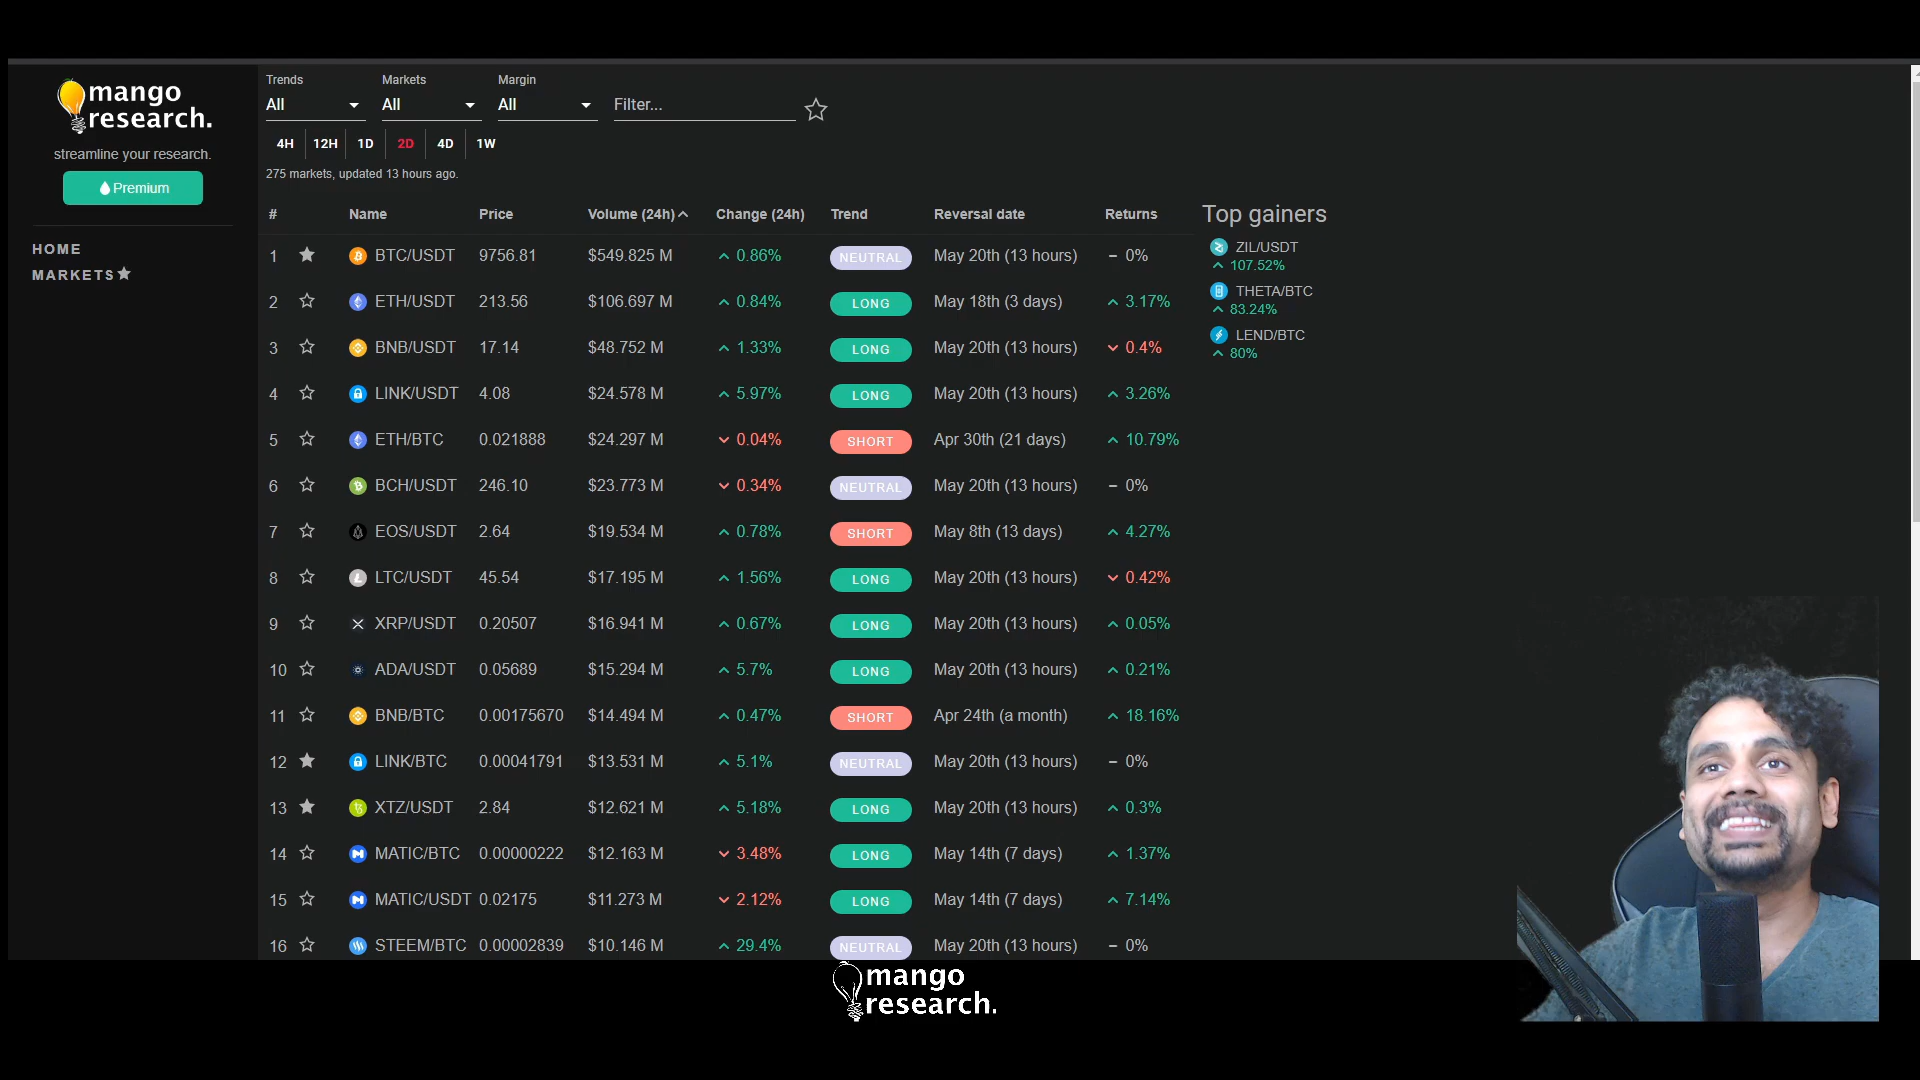 mango
research.
streamline your research.
Premium
HOME
MARKETS
Trends Markets Margin
All All All Filter...
4H 12H 1D 2D 4D 1W
275 markets, updated 13 hours ago.
# Name Price Volume (24h) Change (24h) Trend Reversal date Returns
1 BTC/USDT 9756.81 $549.825 M 0.86% NEUTRAL May 20th (13 hours) – 0%
2 ETH/USDT 213.56 $106.697 M 0.84% LONG May 18th (3 days) 3.17%
3 BNB/USDT 17.14 $48.752 M 1.33% LONG May 20th (13 hours) 0.4%
4 LINK/USDT 4.08 $24.578 M 5.97% LONG May 20th (13 hours) 3.26%
5 ETH/BTC 0.021888 $24.297 M 0.04% SHORT Apr 30th (21 days) 10.79%
6 BCH/USDT 246.10 $23.773 M 0.34% NEUTRAL May 20th (13 hours) – 0%
7 EOS/USDT 2.64 $19.534 M 0.78% SHORT May 8th (13 days) 4.27%
8 LTC/USDT 45.54 $17.195 M 1.56% LONG May 20th (13 hours) 0.42%
9 XRP/USDT 0.20507 $16.941 M 0.67% LONG May 20th (13 hours) 0.05%
10 ADA/USDT 0.05689 $15.294 M 5.7% LONG May 20th (13 hours) 0.21%
11 BNB/BTC 0.00175670 $14.494 M 0.47% SHORT Apr 24th (a month) 18.16%
12 LINK/BTC 0.00041791 $13.531 M 5.1% NEUTRAL May 20th (13 hours) – 0%
13 XTZ/USDT 2.84 $12.621 M 5.18% LONG May 20th (13 hours) 0.3%
14 MATIC/BTC 0.00000222 $12.163 M 3.48% LONG May 14th (7 days) 1.37%
15 MATIC/USDT 0.02175 $11.273 M 2.12% LONG May 14th (7 days) 7.14%
16 STEEM/BTC 0.00002839 $10.146 M 29.4% NEUTRAL May 20th (13 hours) – 0%
Top gainers
ZIL/USDT
107.52%
THETA/BTC
83.24%
LEND/BTC
80%
mango
research.